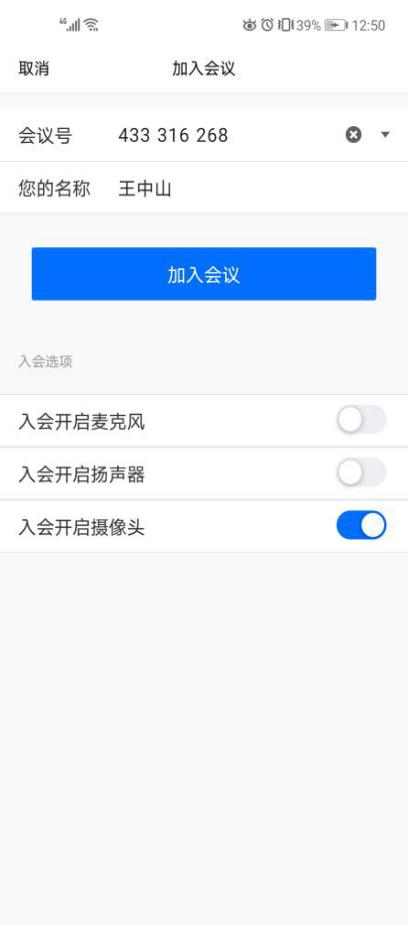 46 39% 12:50
取消 加入会议
会议号 433 316 268
您的名称 王中山
加入会议
入会选项
入会开启麦克风
入会开启扬声器
入会开启摄像头